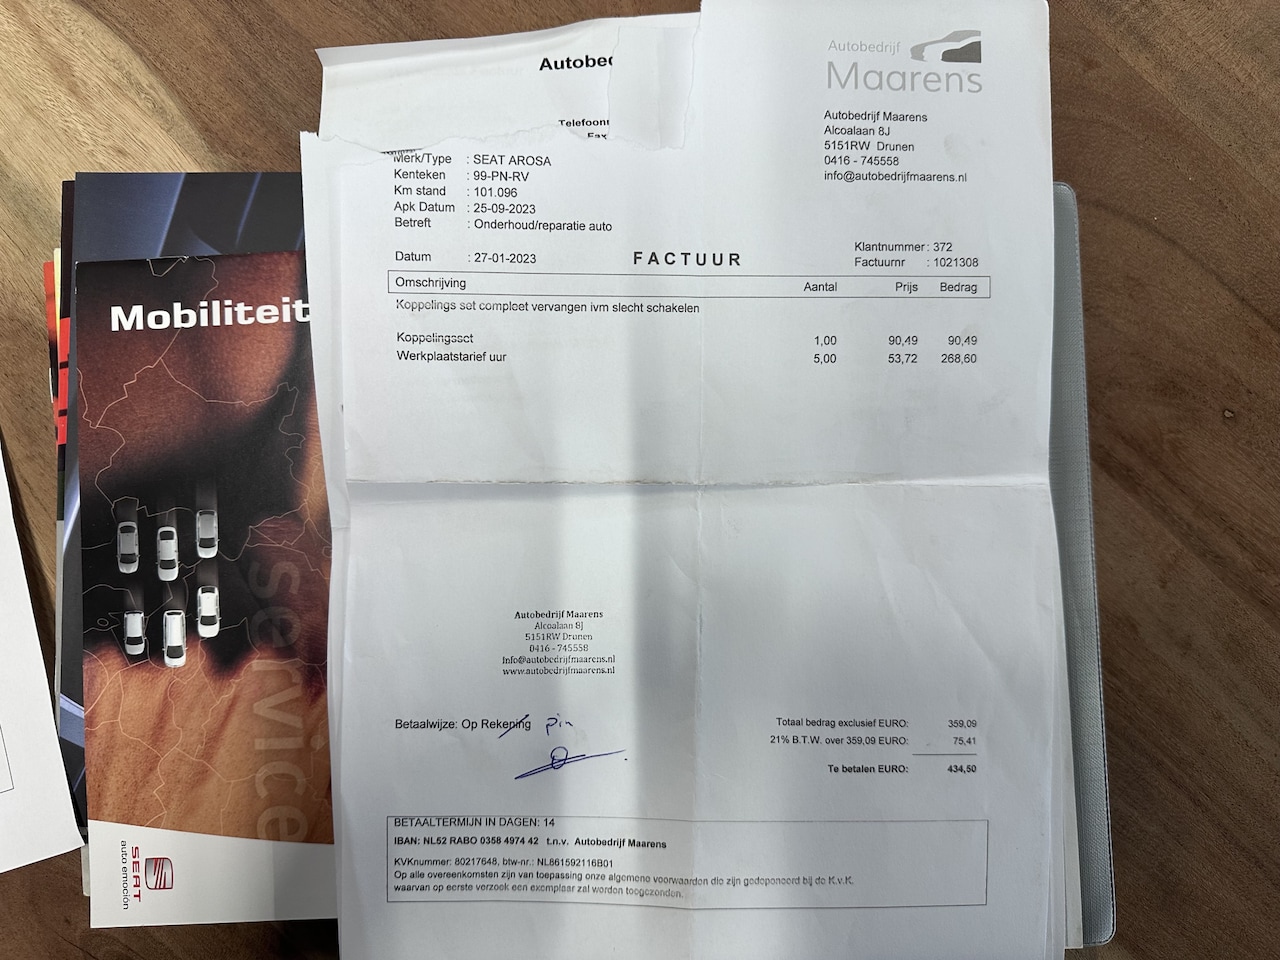 Autobedrijf
Maarens
Autobedrijf Maarens
Alcoalaan 8J
5151RW Drunen
0416 - 745558
info@autobedrijfmaarens.nl
Merk/Type : SEAT AROSA
Kenteken : 99-PN-RV
Km stand : 101.096
Apk Datum : 25-09-2023
Betreft : Onderhoud/reparatie auto
Datum : 27-01-2023
FACTUUR
Klantnummer : 372
Factuurnr : 1021308
Omschrijving Aantal Prijs Bedrag
Koppelings set compleet vervangen ivm slecht schakelen
Koppelingsset 1,00 90,49 90,49
Werkplaatstarief uur 5,00 53,72 268,60
Autobedrijf Maarens
Alcoalaan 8J
5151RW Drunen
0416 - 745558
Info@autobedrijfmaarens.nl
www.autobedrijfmaarens.nl
Betaalwijze: Op Rekening pin
Totaal bedrag exclusief EURO: 359,09
21% B.T.W. over 359,09 EURO: 75,41
Te betalen EURO: 434,50
BETAALTERMIJN IN DAGEN: 14
IBAN: NL52 RABO 0358 4974 42 t.n.v. Autobedrijf Maarens
KVKnummer: 80217648, btw-nr.: NL861592116B01
Op alle overeenkomsten zijn van toepassing onze algemene voorwaarden die zijn gedeponeerd bij de K.v.K.
waarvan op eerste verzoek een exemplaar zal worden toegezonden.
Autobed
Telefoon
Fax
Mobiliteit
service
SEAT
auto emoción